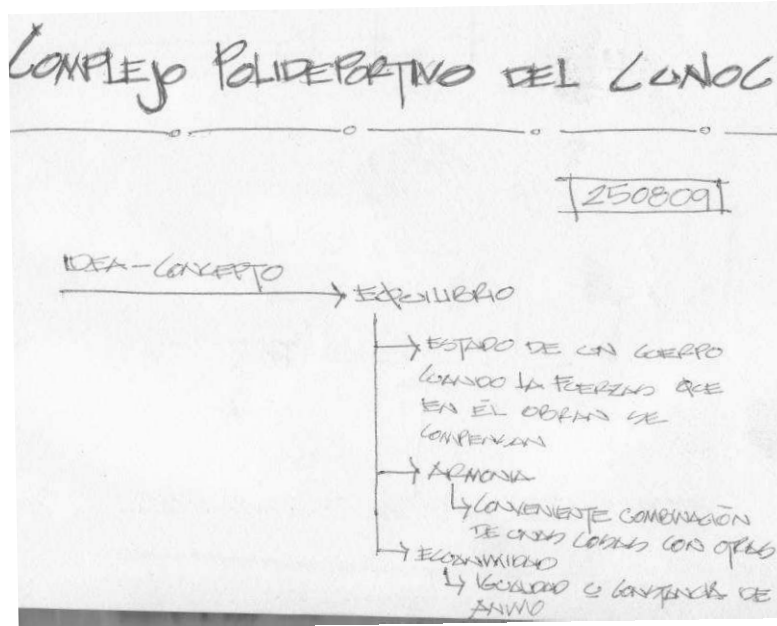 COMPLEJO POLIDEPORTIVO DEL CUNOC
250809
IDEA-CONCEPTO
EQUILIBRIO
ESTADO DE UN CUERPO
CUANDO LA FUERZAS QUE
EN ÉL OBRAN SE
COMPENSAN
ARMONIA
CONVENIENTE COMBINACIÓN
DE UNAS COSAS CON OTRAS
ECUANIMIDAD
IGUALDAD U CONSTANCIA DE
ANIMO